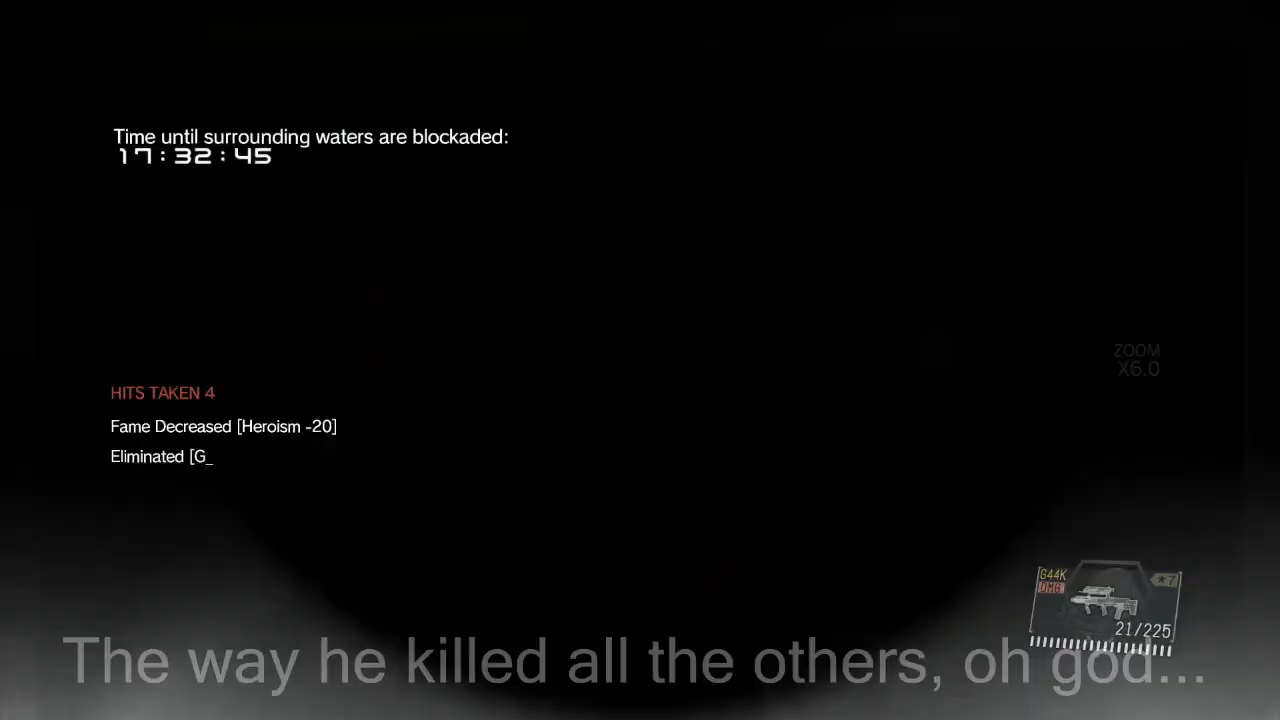 Time until surrounding waters are blockaded:
17:32:45
ZOOM
X6.0
HITS TAKEN 4
Fame Decreased [Heroism -20]
Eliminated [G_
G44K
★7
DMG
21/225
The way he killed all the others, oh god...